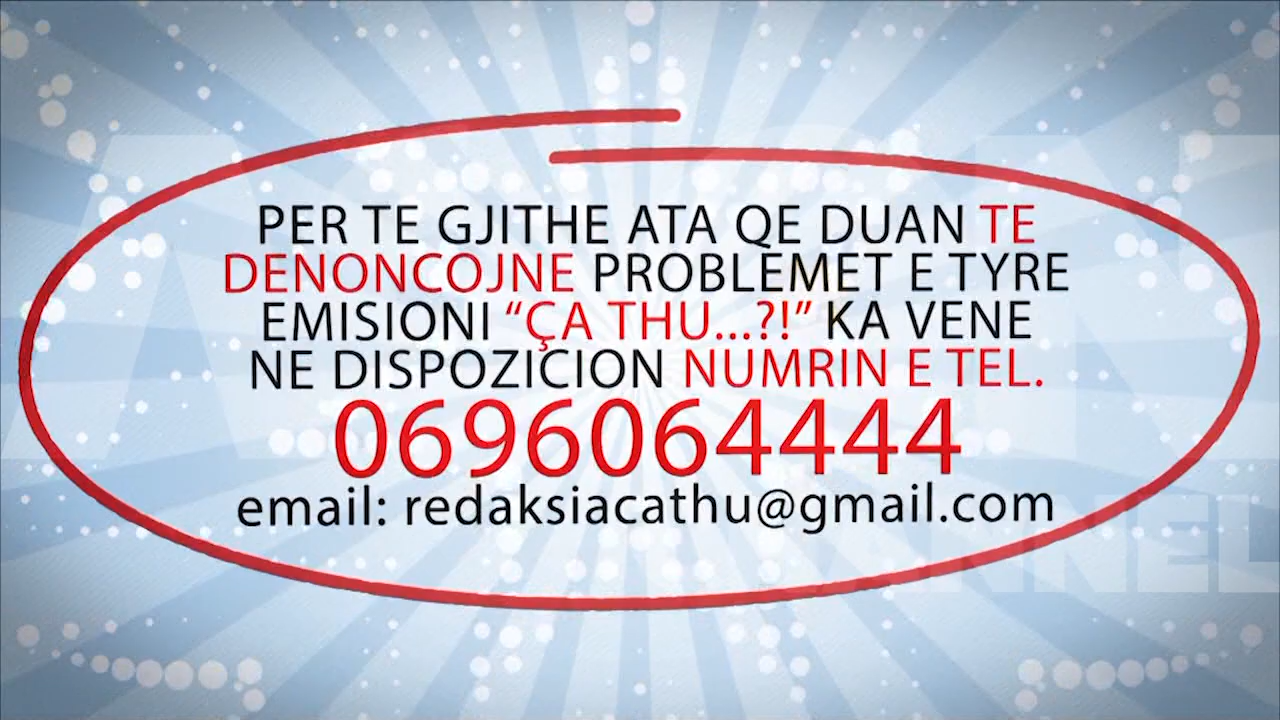 PER TE GJITHE ATA QE DUAN TE
DENONCOJNE PROBLEMET E TYRE
EMISIONI “ÇA THU...?!” KA VENE
NE DISPOZICION NUMRIN E TEL.
0696064444
email: redaksiacathu@gmail.com